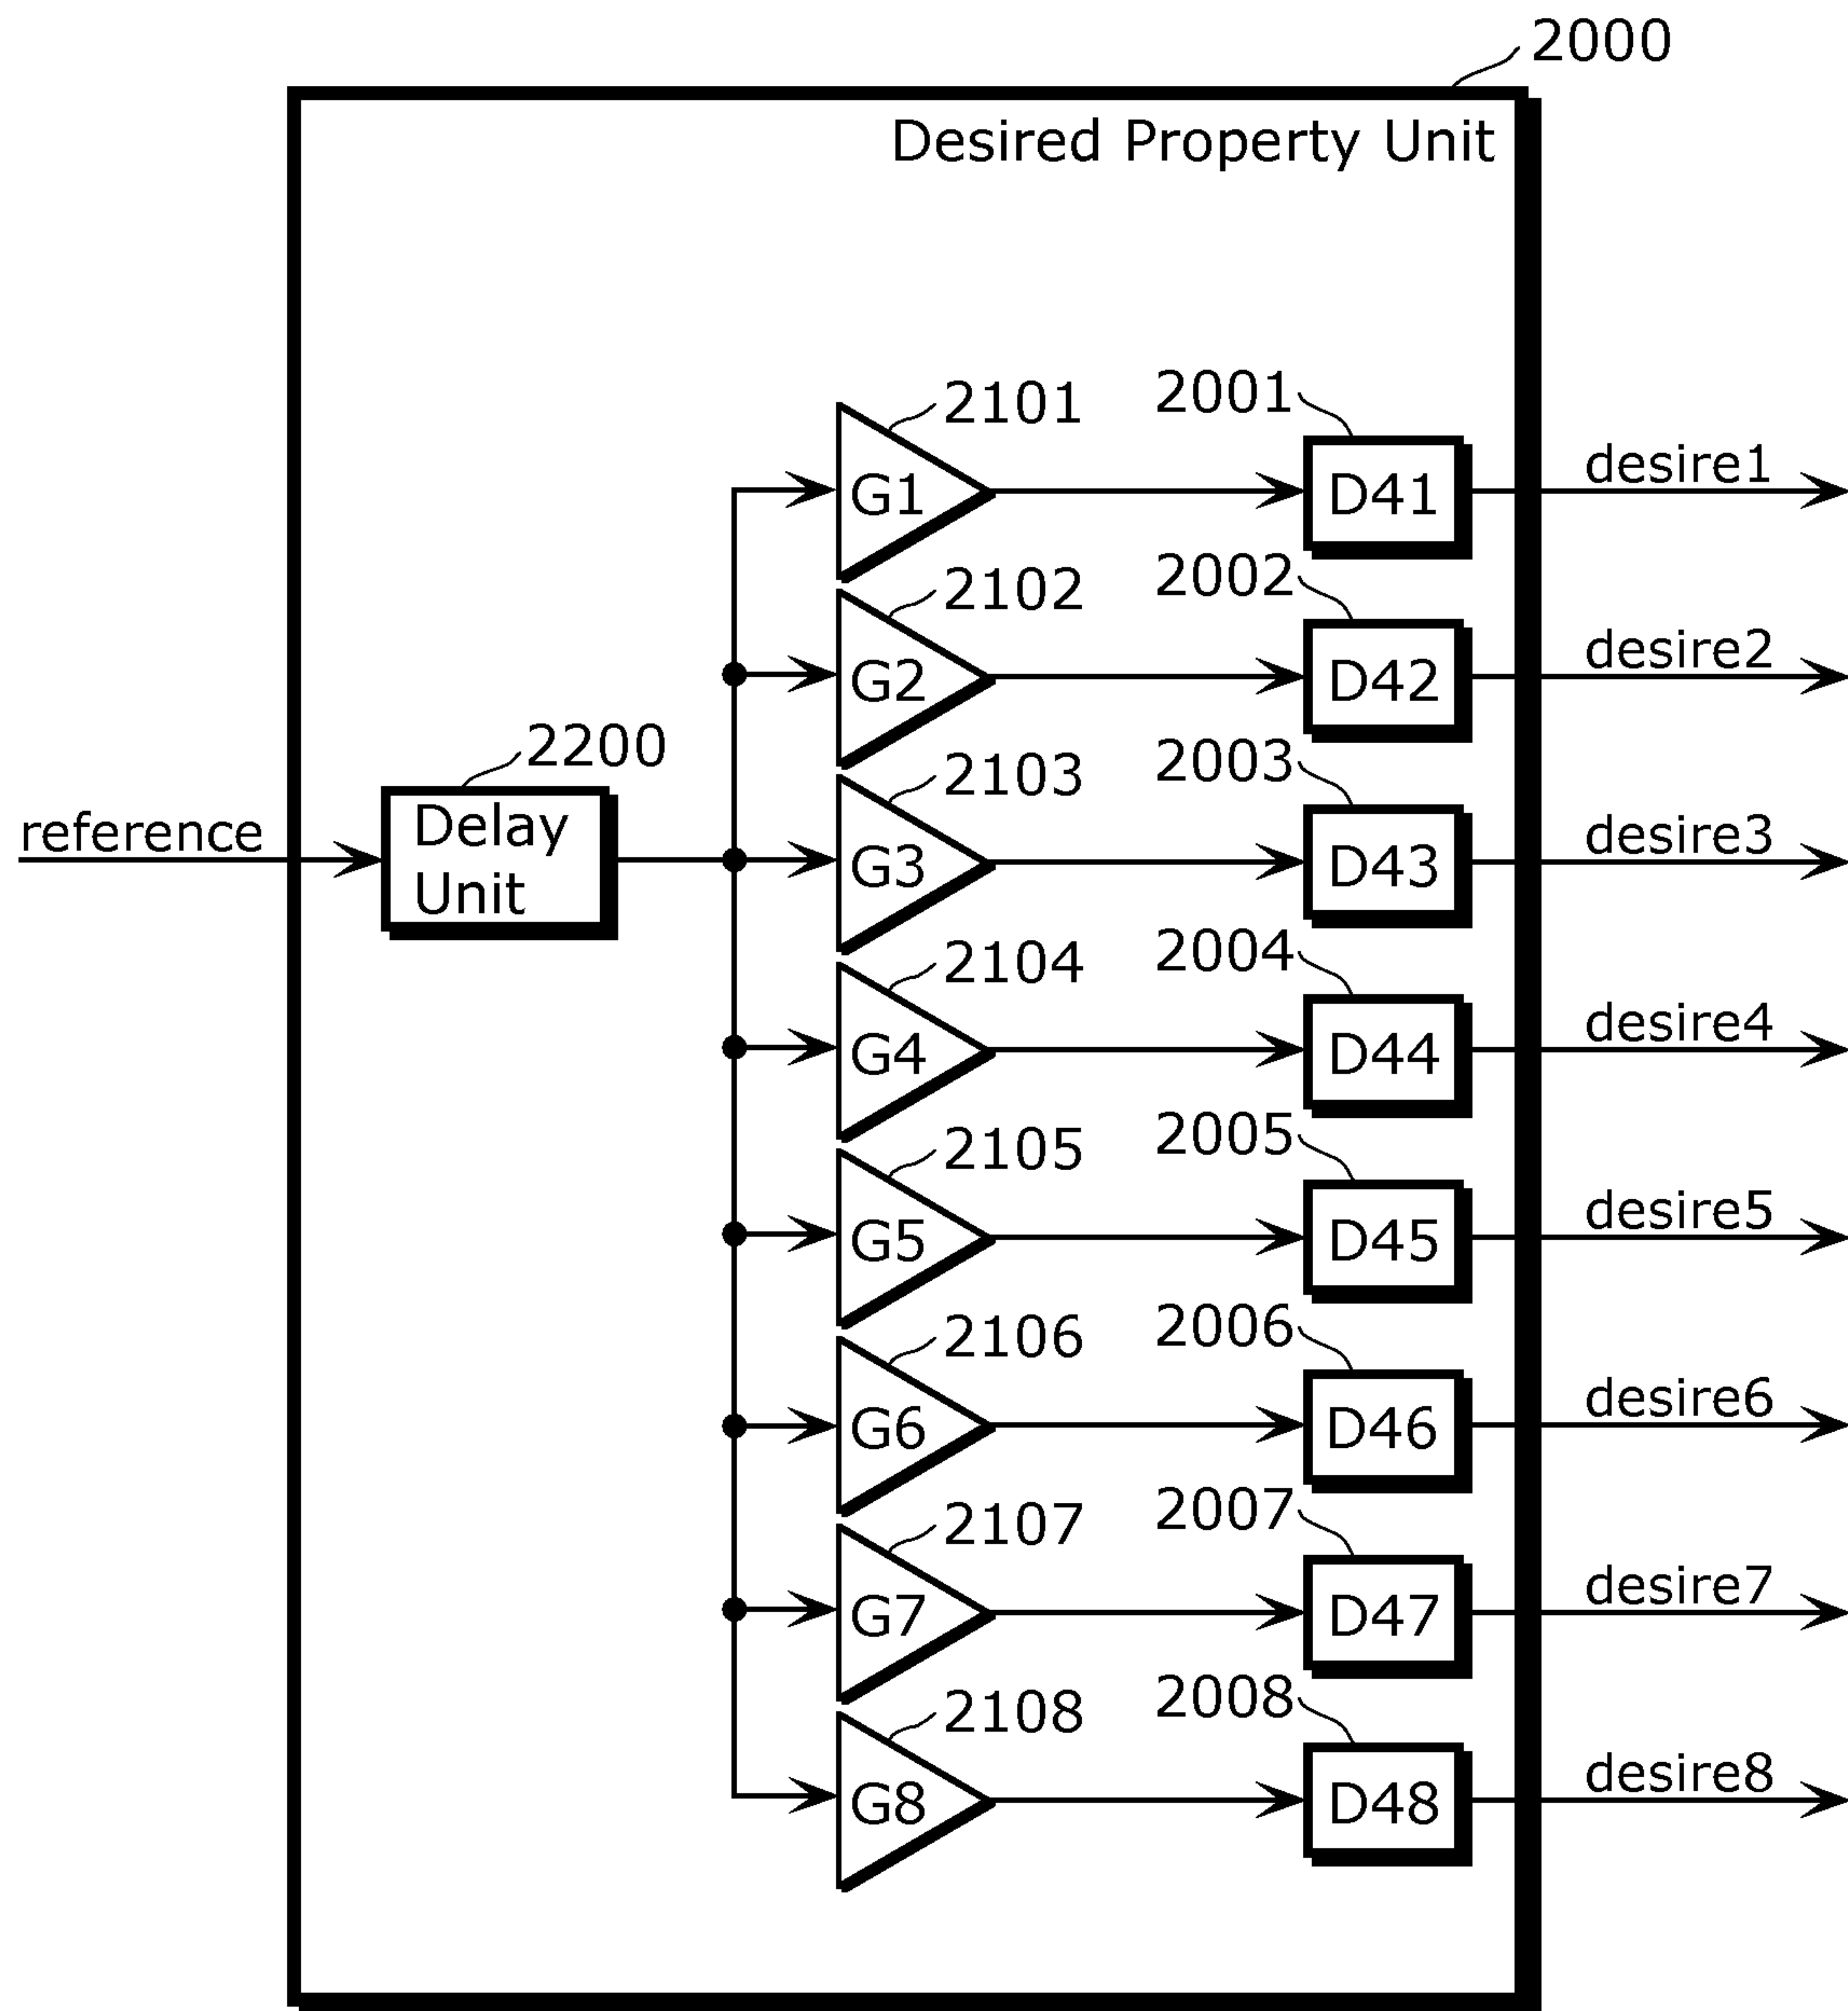 2000
Desired Property Unit
2101
2001
G1
D41
desire1
2102
2002
G2
D42
desire2
2200
reference
Delay
Unit
2103
2003
G3
D43
desire3
2104
2004
G4
D44
desire4
2105
2005
G5
D45
desire5
2106
2006
G6
D46
desire6
2107
2007
G7
D47
desire7
2108
2008
G8
D48
desire8